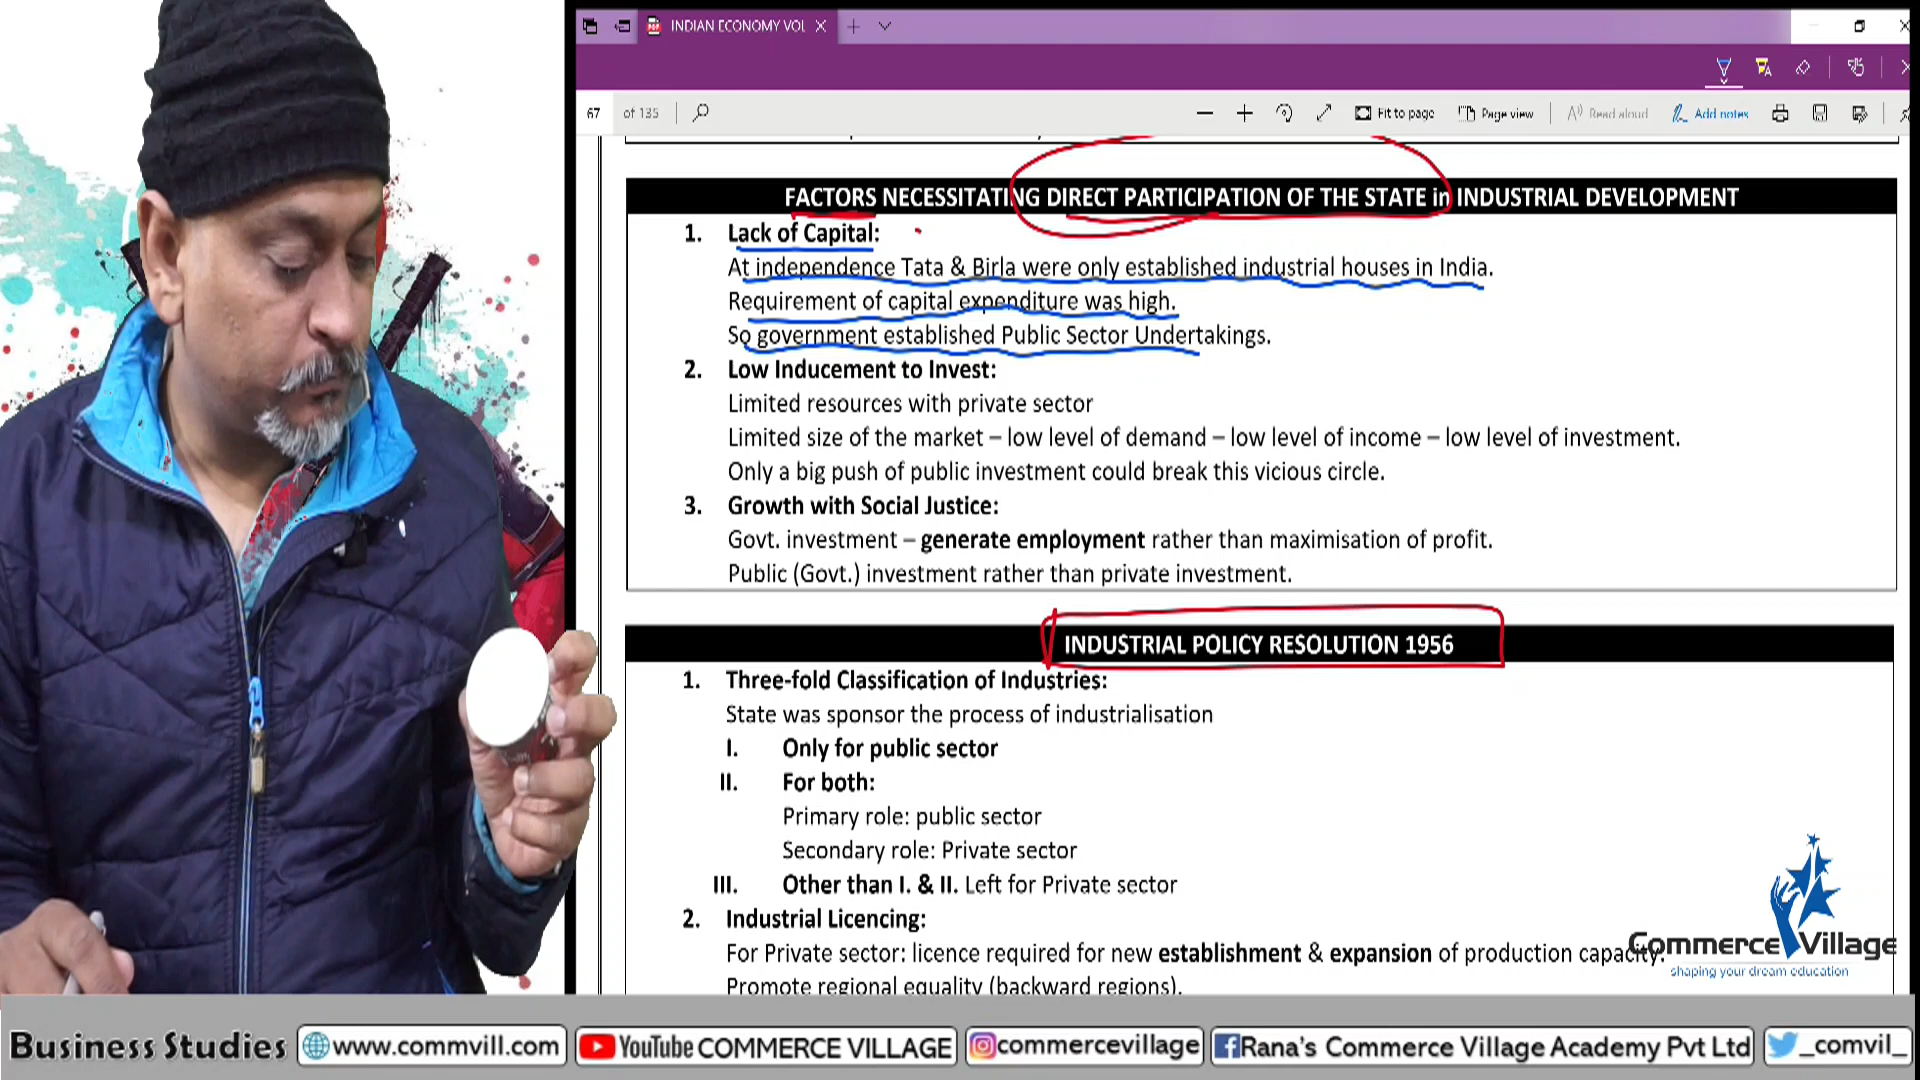 INDIAN ECONOMY VOL
67 of 135
Fit to page
Page view
Read aloud
Add notes
FACTORS NECESSITATING DIRECT PARTICIPATION OF THE STATE in INDUSTRIAL DEVELOPMENT
1. Lack of Capital:
At independence Tata & Birla were only established industrial houses in India.
Requirement of capital expenditure was high.
So government established Public Sector Undertakings.
2. Low Inducement to Invest:
Limited resources with private sector
Limited size of the market – low level of demand – low level of income – low level of investment.
Only a big push of public investment could break this vicious circle.
3. Growth with Social Justice:
Govt. investment – generate employment rather than maximisation of profit.
Public (Govt.) investment rather than private investment.
INDUSTRIAL POLICY RESOLUTION 1956
1. Three-fold Classification of Industries:
State was sponsor the process of industrialisation
I. Only for public sector
II. For both:
Primary role: public sector
Secondary role: Private sector
III. Other than I. & II. Left for Private sector
2. Industrial Licencing:
For Private sector: licence required for new establishment & expansion of production capacity.
Promote regional equality (backward regions).
Commerce Village
shaping your dream education
Business Studies
www.commvill.com
YouTube COMMERCE VILLAGE
commercevillage
Rana's Commerce Village Academy Pvt Ltd
_comvil_